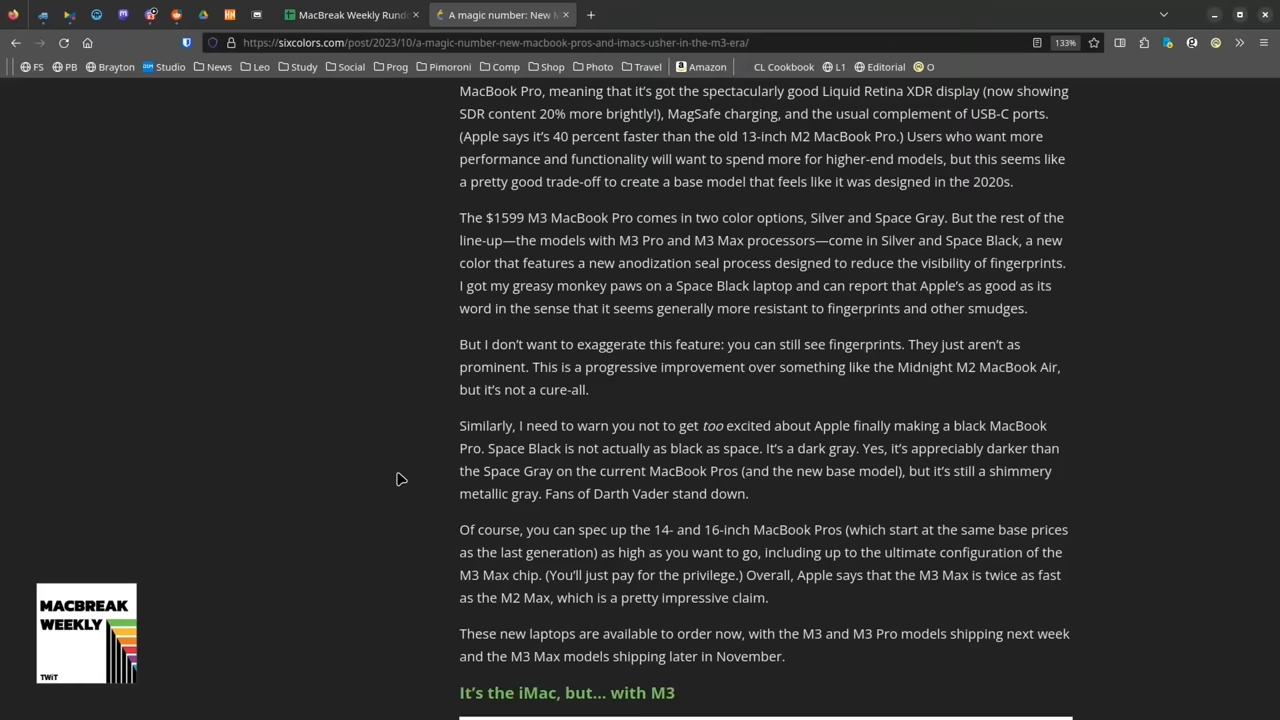 MacBreak Weekly Rund
A magic number: New M
https://sixcolors.com/post/2023/10/a-magic-number-new-macbook-pros-and-imacs-usher-in-the-m3-era/
133%
FS PB Brayton Studio News Leo Study Social Prog Pimoroni Comp Shop Photo Travel Amazon CL Cookbook L1 Editorial O
MacBook Pro, meaning that it’s got the spectacularly good Liquid Retina XDR display (now showing
SDR content 20% more brightly!), MagSafe charging, and the usual complement of USB-C ports.
(Apple says it’s 40 percent faster than the old 13-inch M2 MacBook Pro.) Users who want more
performance and functionality will want to spend more for higher-end models, but this seems like
a pretty good trade-off to create a base model that feels like it was designed in the 2020s.
The $1599 M3 MacBook Pro comes in two color options, Silver and Space Gray. But the rest of the
line-up—the models with M3 Pro and M3 Max processors—come in Silver and Space Black, a new
color that features a new anodization seal process designed to reduce the visibility of fingerprints.
I got my greasy monkey paws on a Space Black laptop and can report that Apple’s as good as its
word in the sense that it seems generally more resistant to fingerprints and other smudges.
But I don’t want to exaggerate this feature: you can still see fingerprints. They just aren’t as
prominent. This is a progressive improvement over something like the Midnight M2 MacBook Air,
but it’s not a cure-all.
Similarly, I need to warn you not to get too excited about Apple finally making a black MacBook
Pro. Space Black is not actually as black as space. It’s a dark gray. Yes, it’s appreciably darker than
the Space Gray on the current MacBook Pros (and the new base model), but it’s still a shimmery
metallic gray. Fans of Darth Vader stand down.
Of course, you can spec up the 14- and 16-inch MacBook Pros (which start at the same base prices
as the last generation) as high as you want to go, including up to the ultimate configuration of the
M3 Max chip. (You’ll just pay for the privilege.) Overall, Apple says that the M3 Max is twice as fast
as the M2 Max, which is a pretty impressive claim.
These new laptops are available to order now, with the M3 and M3 Pro models shipping next week
and the M3 Max models shipping later in November.
It’s the iMac, but… with M3
MACBREAK
WEEKLY
TWiT